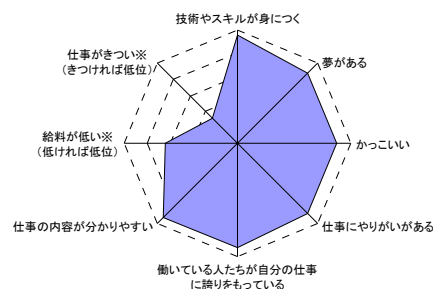 技術やスキルが身につく
夢がある
かっこいい
仕事にやりがいがある
働いている人たちが自分の仕事
に誇りをもっている
仕事の内容が分かりやすい
給料が低い※
（低ければ低位）
仕事がきつい※
（きつければ低位）